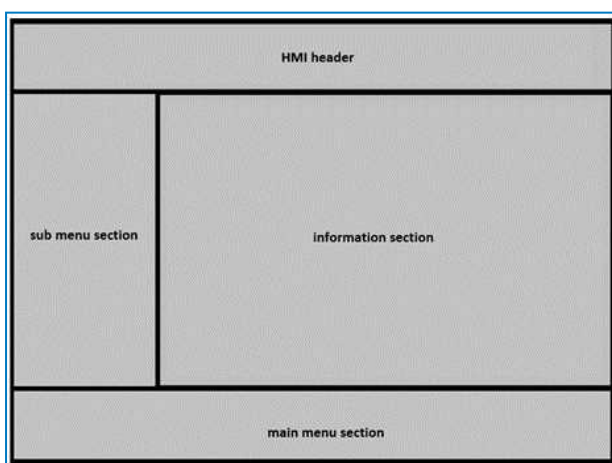 HMI header
sub menu section
information section
main menu section